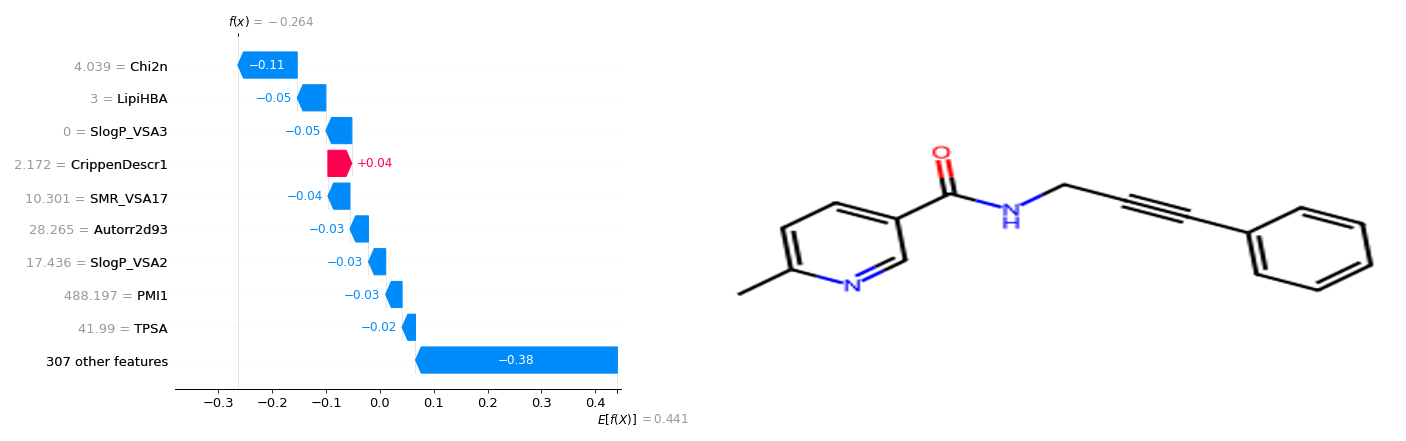 f(x) = −0.264
4.039 = Chi2n
−0.11
3 = LipiHBA
−0.05
0 = SlogP_VSA3
−0.05
2.172 = CrippenDescr1
+0.04
10.301 = SMR_VSA17
−0.04
28.265 = Autorr2d93
−0.03
17.436 = SlogP_VSA2
−0.03
488.197 = PMI1
−0.03
41.99 = TPSA
−0.02
307 other features
−0.38
−0.3 −0.2 −0.1 0.0 0.1 0.2 0.3 0.4
E[f(X)] = 0.441
O
N
H
N